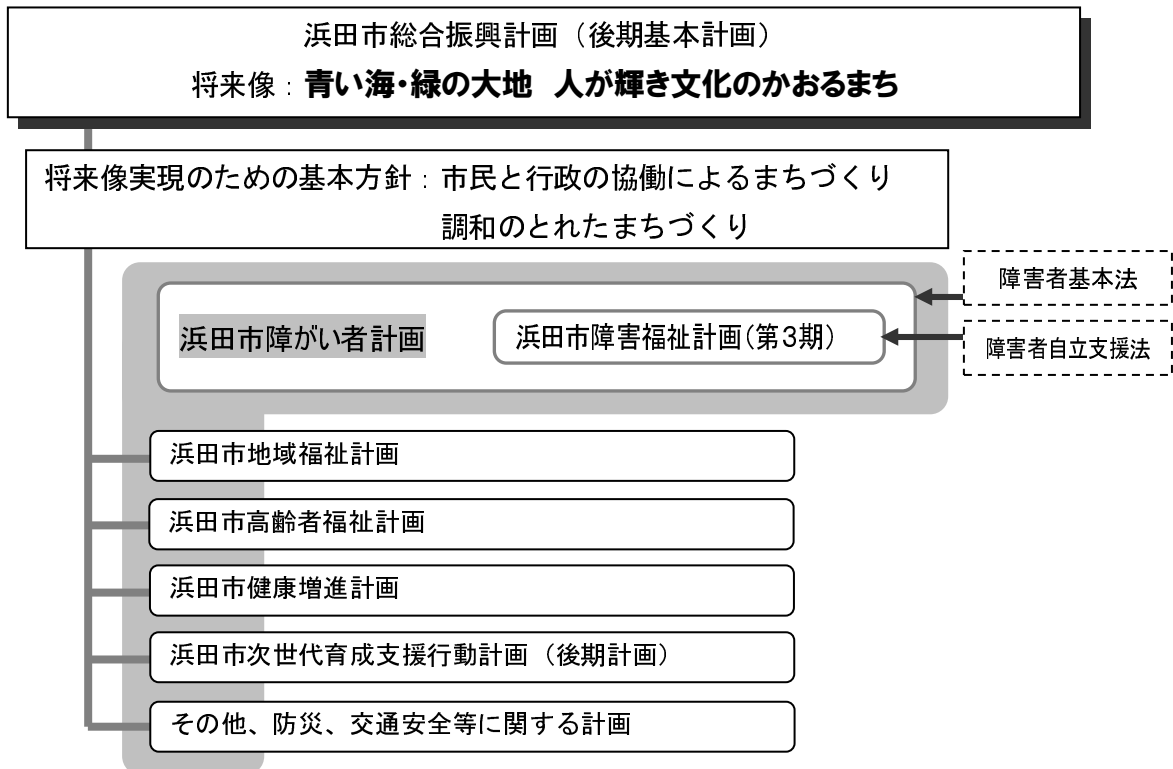 浜田市総合振興計画（後期基本計画）
将来像：青い海・緑の大地　人が輝き文化のかおるまち
将来像実現のための基本方針：市民と行政の協働によるまちづくり
調和のとれたまちづくり
障害者基本法
浜田市障がい者計画
浜田市障害福祉計画（第３期）
障害者自立支援法
浜田市地域福祉計画
浜田市高齢者福祉計画
浜田市健康増進計画
浜田市次世代育成支援行動計画（後期計画）
その他、防災、交通安全等に関する計画